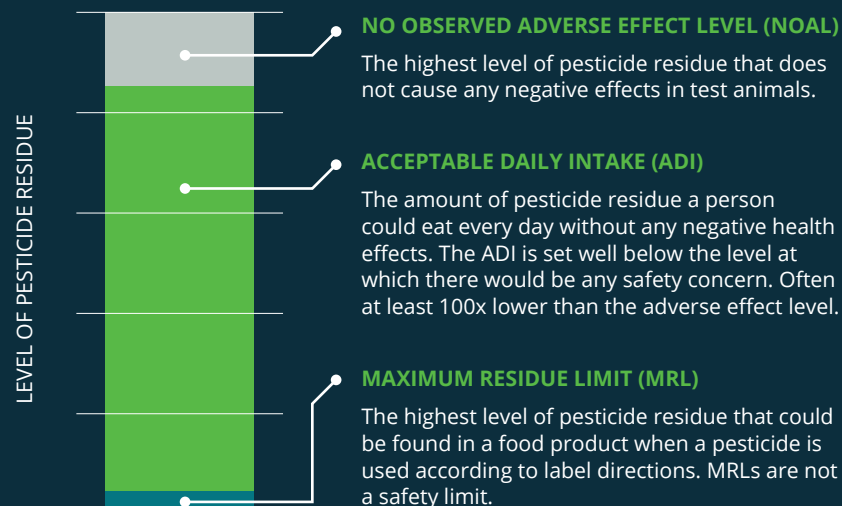 LEVEL OF PESTICIDE RESIDUE
NO OBSERVED ADVERSE EFFECT LEVEL (NOAL)
The highest level of pesticide residue that does
not cause any negative effects in test animals.
ACCEPTABLE DAILY INTAKE (ADI)
The amount of pesticide residue a person
could eat every day without any negative health
effects. The ADI is set well below the level at
which there would be any safety concern. Often
at least 100x lower than the adverse effect level.
MAXIMUM RESIDUE LIMIT (MRL)
The highest level of pesticide residue that could
be found in a food product when a pesticide is
used according to label directions. MRLs are not
a safety limit.